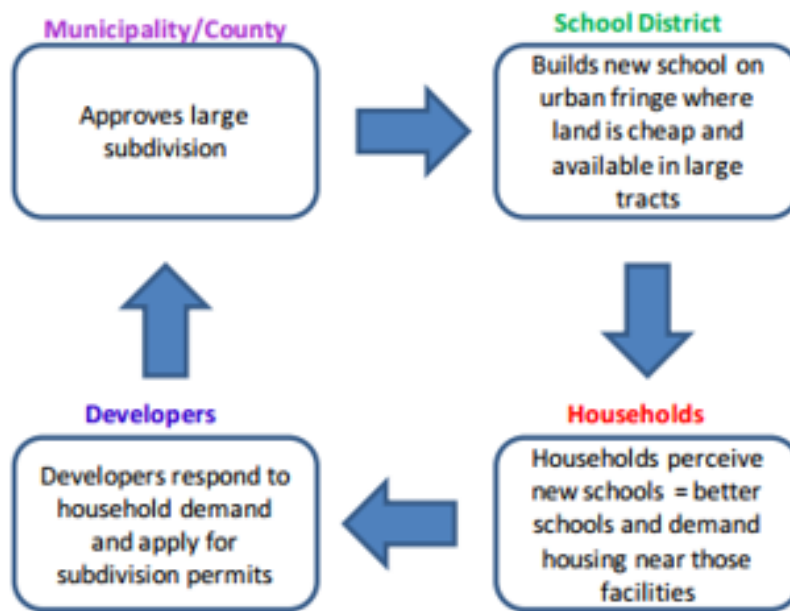 Municipality/County
Approves large
subdivision
School District
Builds new school on
urban fringe where
land is cheap and
available in large
tracts
Developers
Developers respond to
household demand
and apply for
subdivision permits
Households
Households perceive
new schools = better
schools and demand
housing near those
facilities